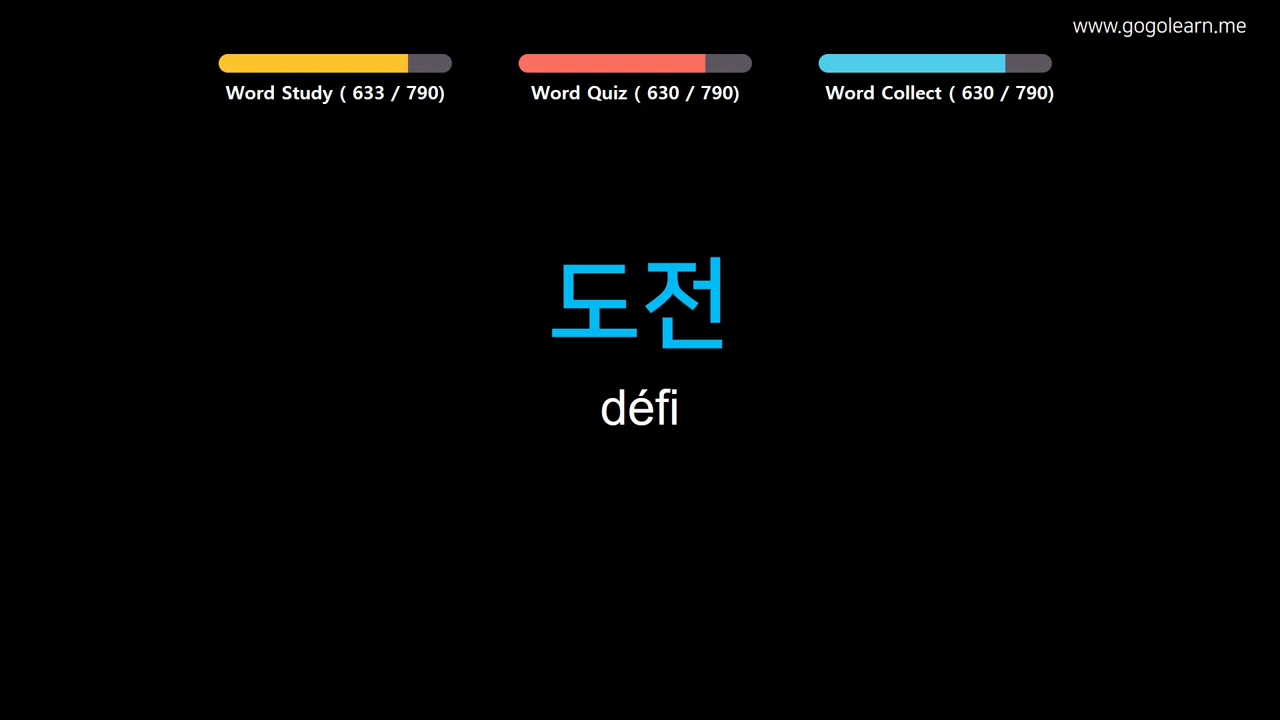 www.gogolearn.me
Word Study ( 633 / 790)
Word Quiz ( 630 / 790)
Word Collect ( 630 / 790)
도전
défi